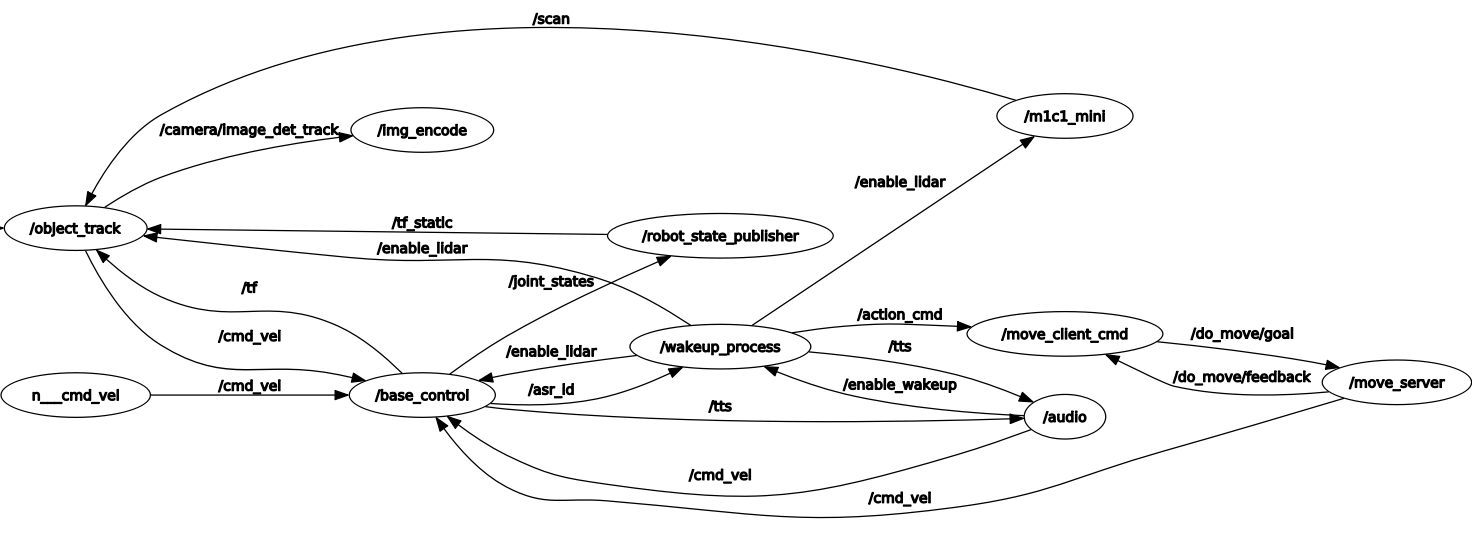 /scan
/m1c1_mini
/camera/image_det_track
/img_encode
/enable_lidar
/object_track
/tf_static
/robot_state_publisher
/enable_lidar
/joint_states
/tf
/cmd_vel
/action_cmd
/move_client_cmd
/do_move/goal
/wakeup_process
/tts
/enable_lidar
/do_move/feedback
/move_server
/enable_wakeup
/asr_id
n___cmd_vel
/cmd_vel
/base_control
/tts
/audio
/cmd_vel
/cmd_vel